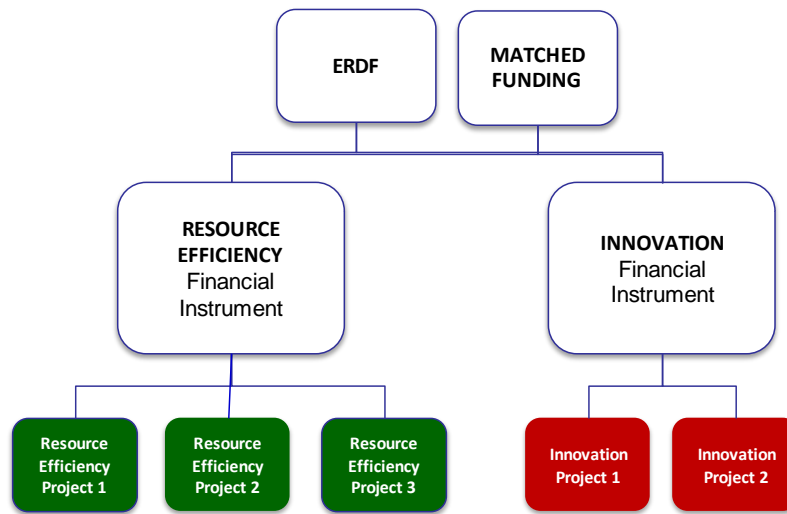 ERDF
MATCHED
FUNDING
RESOURCE
EFFICIENCY
Financial
Instrument
INNOVATION
Financial
Instrument
Resource
Efficiency
Project 1
Resource
Efficiency
Project 2
Resource
Efficiency
Project 3
Innovation
Project 1
Innovation
Project 2